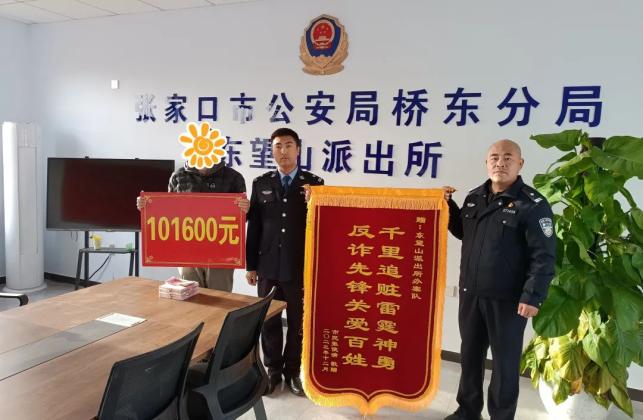 张家口市公安局桥东分局
东望山派出所
101600元
赠：东望山派出所办案队
千里追赃雷霆神勇
反诈先锋关爱百姓